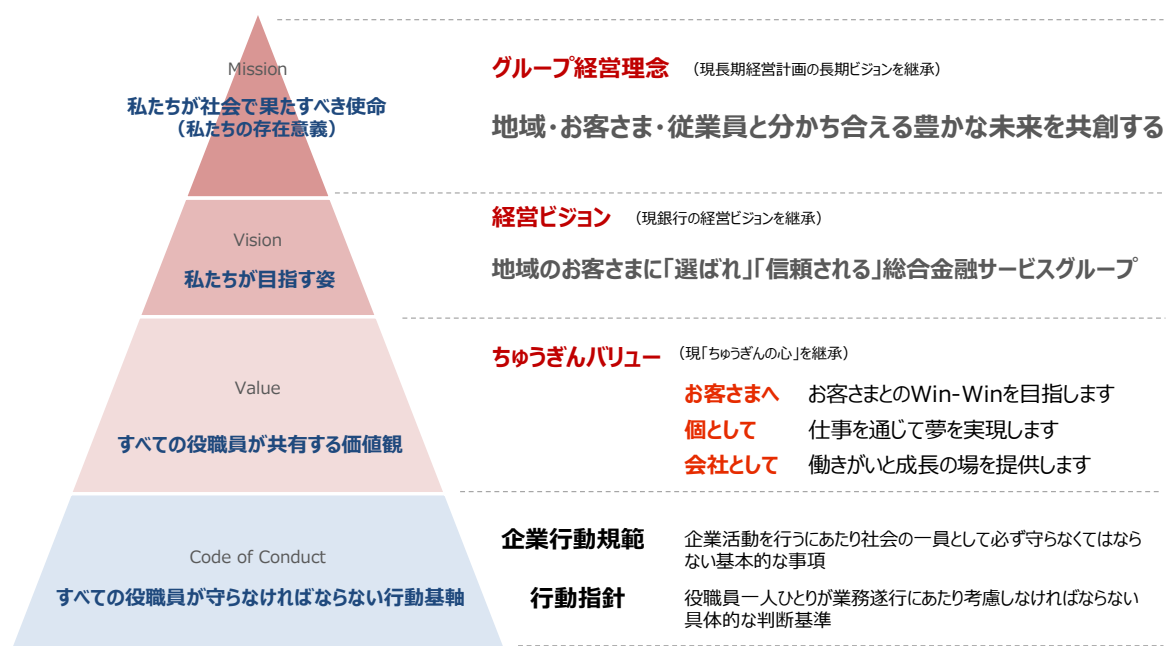 Mission
私たちが社会で果たすべき使命
（私たちの存在意義）
グループ経営理念 （現長期経営計画の長期ビジョンを継承）
地域・お客さま・従業員と分かち合える豊かな未来を共創する
Vision
私たちが目指す姿
経営ビジョン （現銀行の経営ビジョンを継承）
地域のお客さまに「選ばれ」「信頼される」総合金融サービスグループ
Value
すべての役職員が共有する価値観
ちゅうぎんバリュー （現「ちゅうぎんの心」を継承）
お客さまへ お客さまとのWin-Winを目指します
個として 仕事を通じて夢を実現します
会社として 働きがいと成長の場を提供します
Code of Conduct
すべての役職員が守らなければならない行動基軸
企業行動規範 企業活動を行うにあたり社会の一員として必ず守らなくてはなら
ない基本的な事項
行動指針 役職員一人ひとりが業務遂行にあたり考慮しなければならない
具体的な判断基準